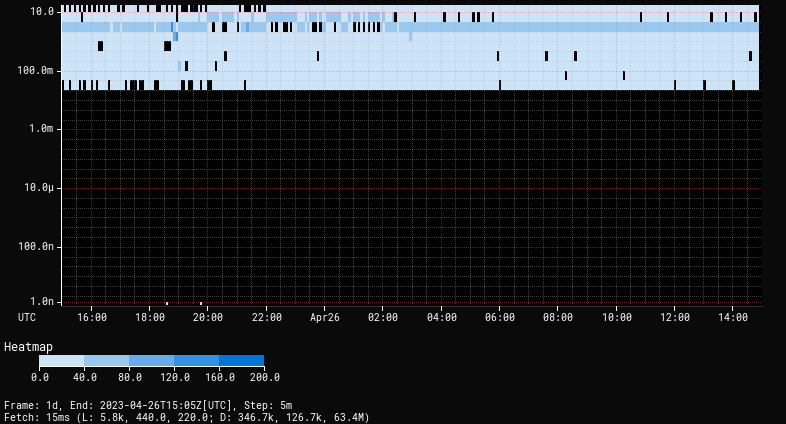 10.0
100.0m
1.0m
10.0µ
100.0n
1.0n
UTC 16:00 18:00 20:00 22:00 Apr26 02:00 04:00 06:00 08:00 10:00 12:00 14:00
Heatmap
0.0 40.0 80.0 120.0 160.0 200.0
Frame: 1d, End: 2023-04-26T15:05Z[UTC], Step: 5m
Fetch: 15ms (L: 5.8k, 440.0, 220.0; D: 346.7k, 126.7k, 63.4M)